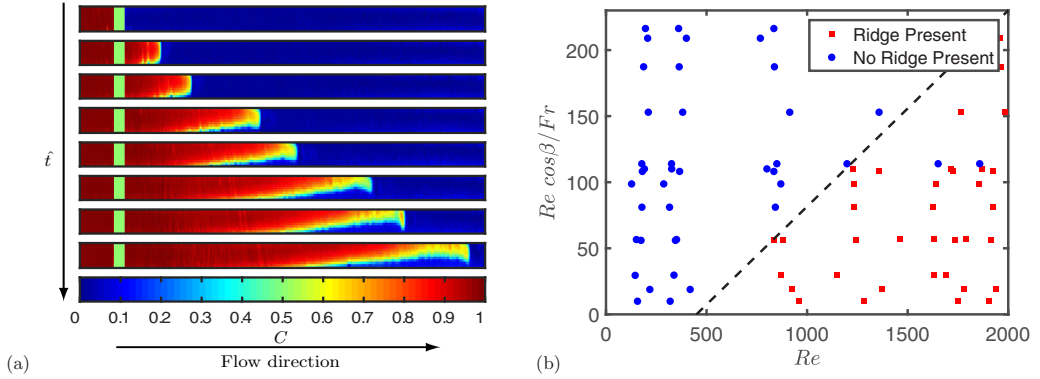 t̂
0 0.1 0.2 0.3 0.4 0.5 0.6 0.7 0.8 0.9 1
C
Flow direction
(a)
Re cosβ/Fr
200
150
100
50
0
Ridge Present
No Ridge Present
0 500 1000 1500 2000
Re
(b)